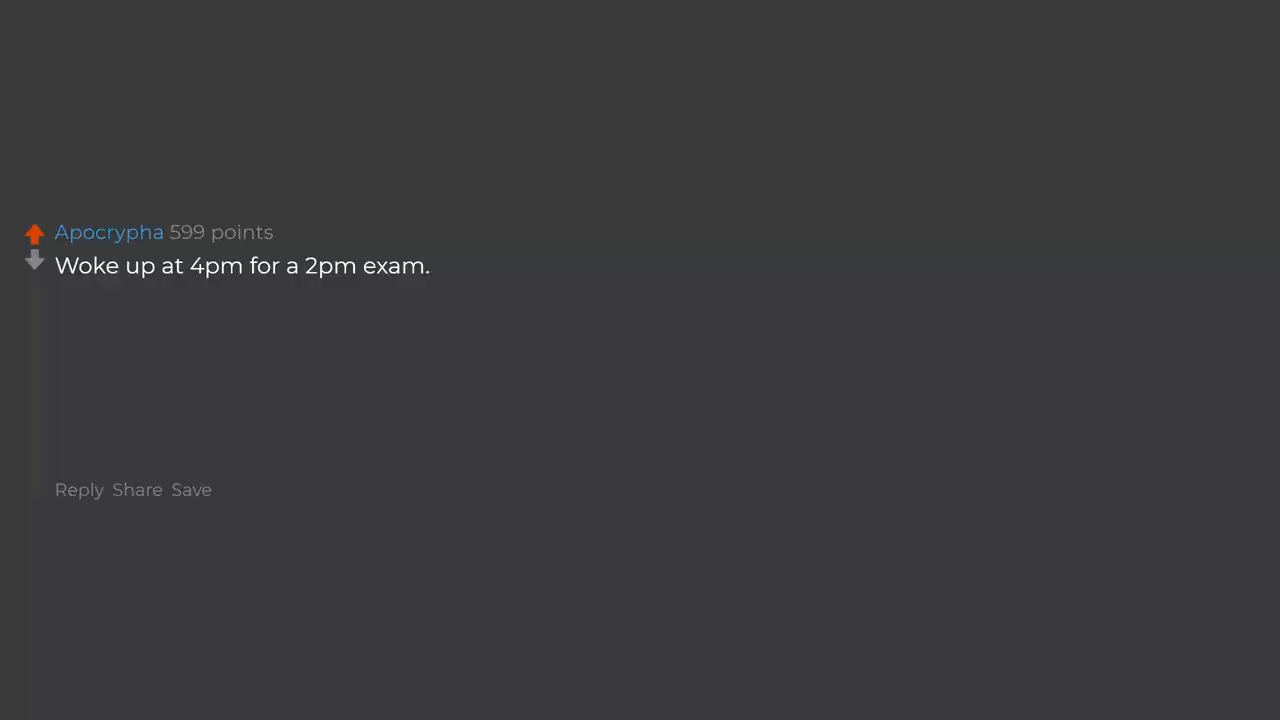 Apocrypha 599 points
Woke up at 4pm for a 2pm exam.
Reply Share Save